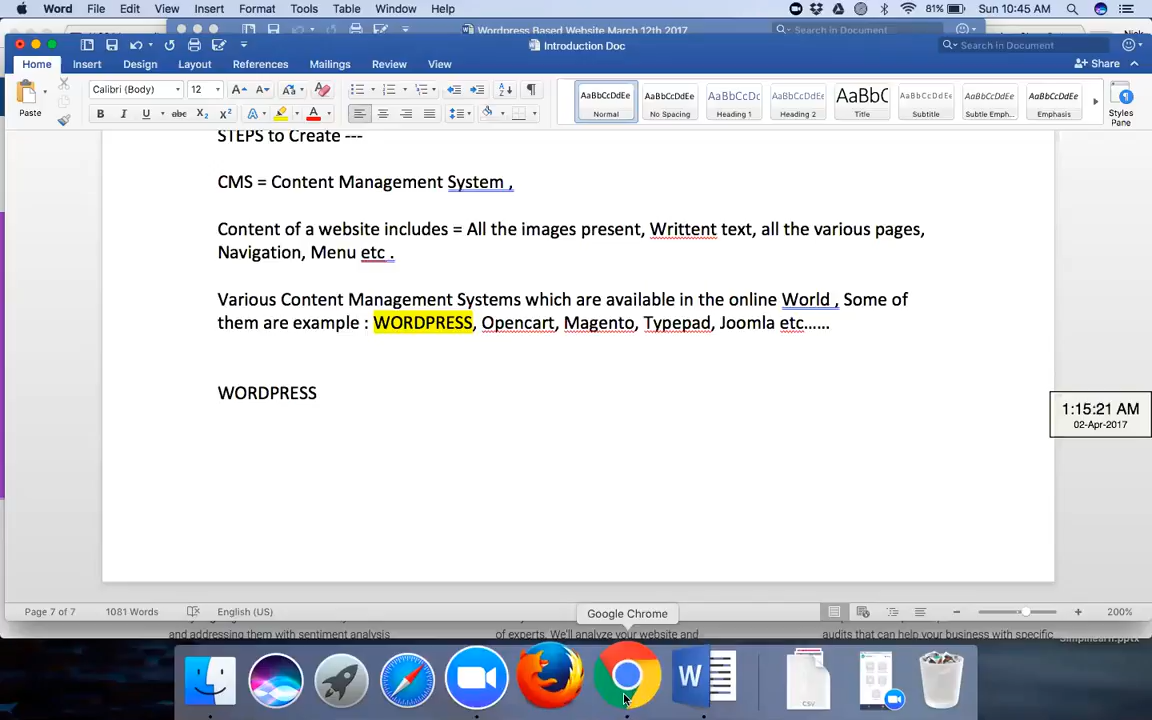 Word File Edit View Insert Format Tools Table Window Help 81% Sun 10:45 AM
Wordpress Based Website March 12th 2017 Search in Document
Introduction Doc Search in Document
Home Insert Design Layout References Mailings Review View Share
Calibri (Body) 12
Paste
AaBbCcDdEe AaBbCcDdEe AaBbCcDc AaBbCcDdEe AaBbC AaBbCcDdEe AaBbCcDdEe AaBbCcDdEe
Normal No Spacing Heading 1 Heading 2 Title Subtitle Subtle Emph... Emphasis Styles Pane
STEPS to Create ---
CMS = Content Management System ,
Content of a website includes = All the images present, Writtent text, all the various pages,
Navigation, Menu etc .
Various Content Management Systems which are available in the online World , Some of
them are example : WORDPRESS, Opencart, Magento, Typepad, Joomla etc......
WORDPRESS
1:15:21 AM
02-Apr-2017
Page 7 of 7 1081 Words English (US) 200%
Google Chrome
and addressing them with sentiment analysis of experts. We'll analyze your website and audits that can help your business with specific
CSV